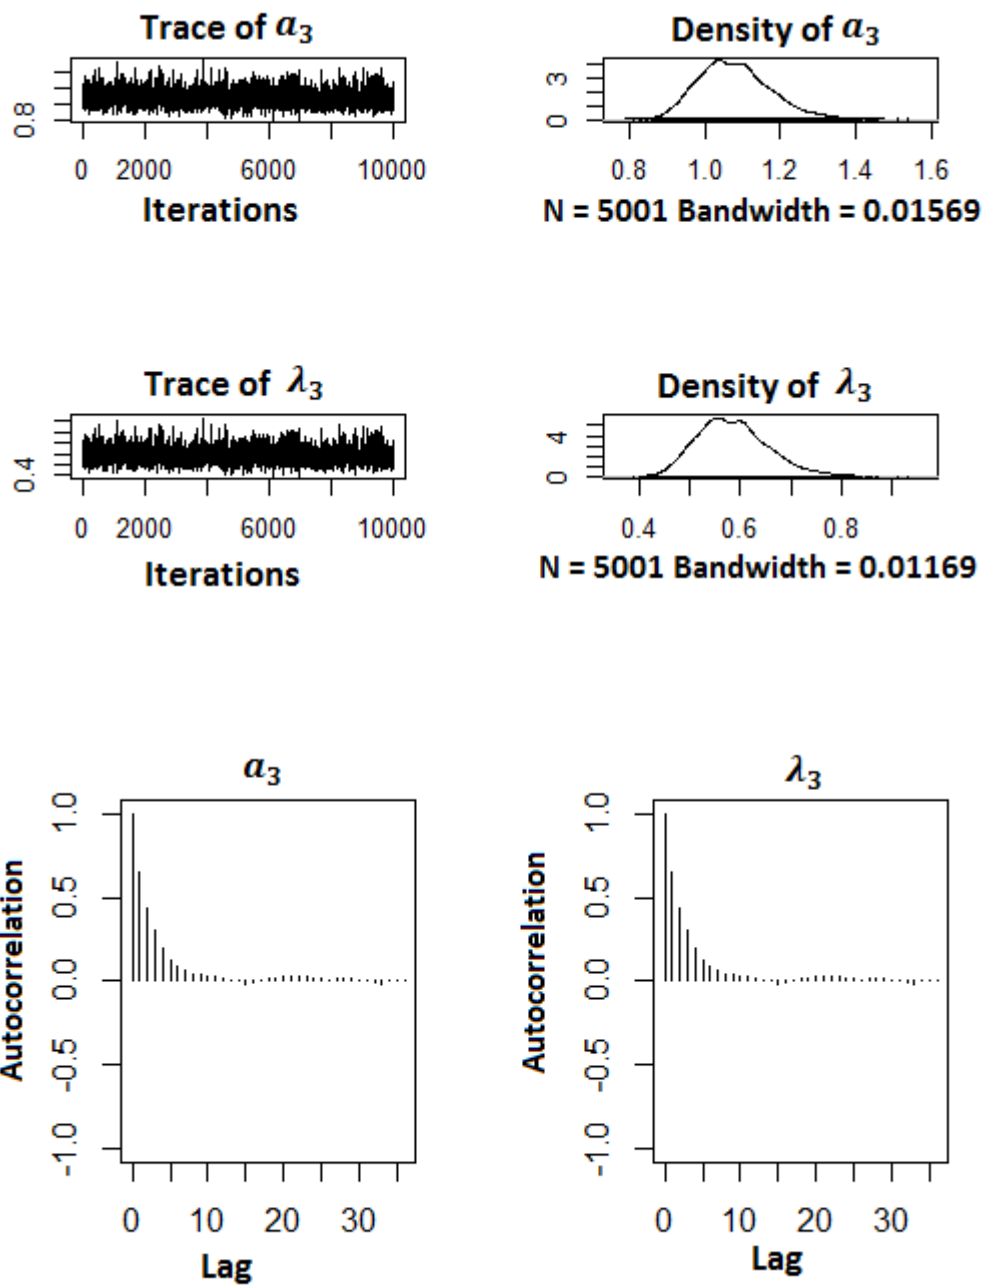 Trace of a₃
Density of a₃
0.8
0 2000 6000 10000
Iterations
0 3
0.8 1.0 1.2 1.4 1.6
N = 5001 Bandwidth = 0.01569
Trace of λ₃
Density of λ₃
0.4
0 2000 6000 10000
Iterations
0 4
0.4 0.6 0.8
N = 5001 Bandwidth = 0.01169
a₃
λ₃
Autocorrelation
-1.0 -0.5 0.0 0.5 1.0
0 10 20 30
Lag
Autocorrelation
-1.0 -0.5 0.0 0.5 1.0
0 10 20 30
Lag